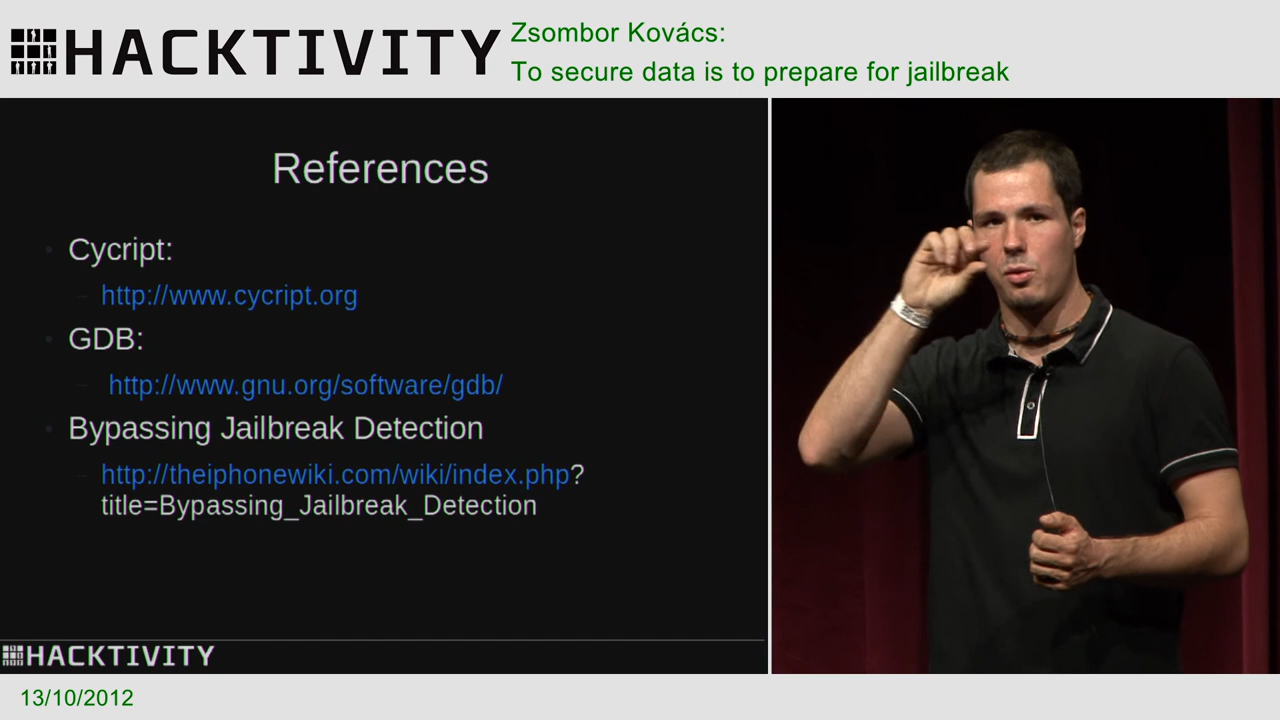 HACKTIVITY
Zsombor Kovács:
To secure data is to prepare for jailbreak
References
Cycript:
http://www.cycript.org
GDB:
http://www.gnu.org/software/gdb/
Bypassing Jailbreak Detection
http://theiphonewiki.com/wiki/index.php?
title=Bypassing_Jailbreak_Detection
HACKTIVITY
13/10/2012